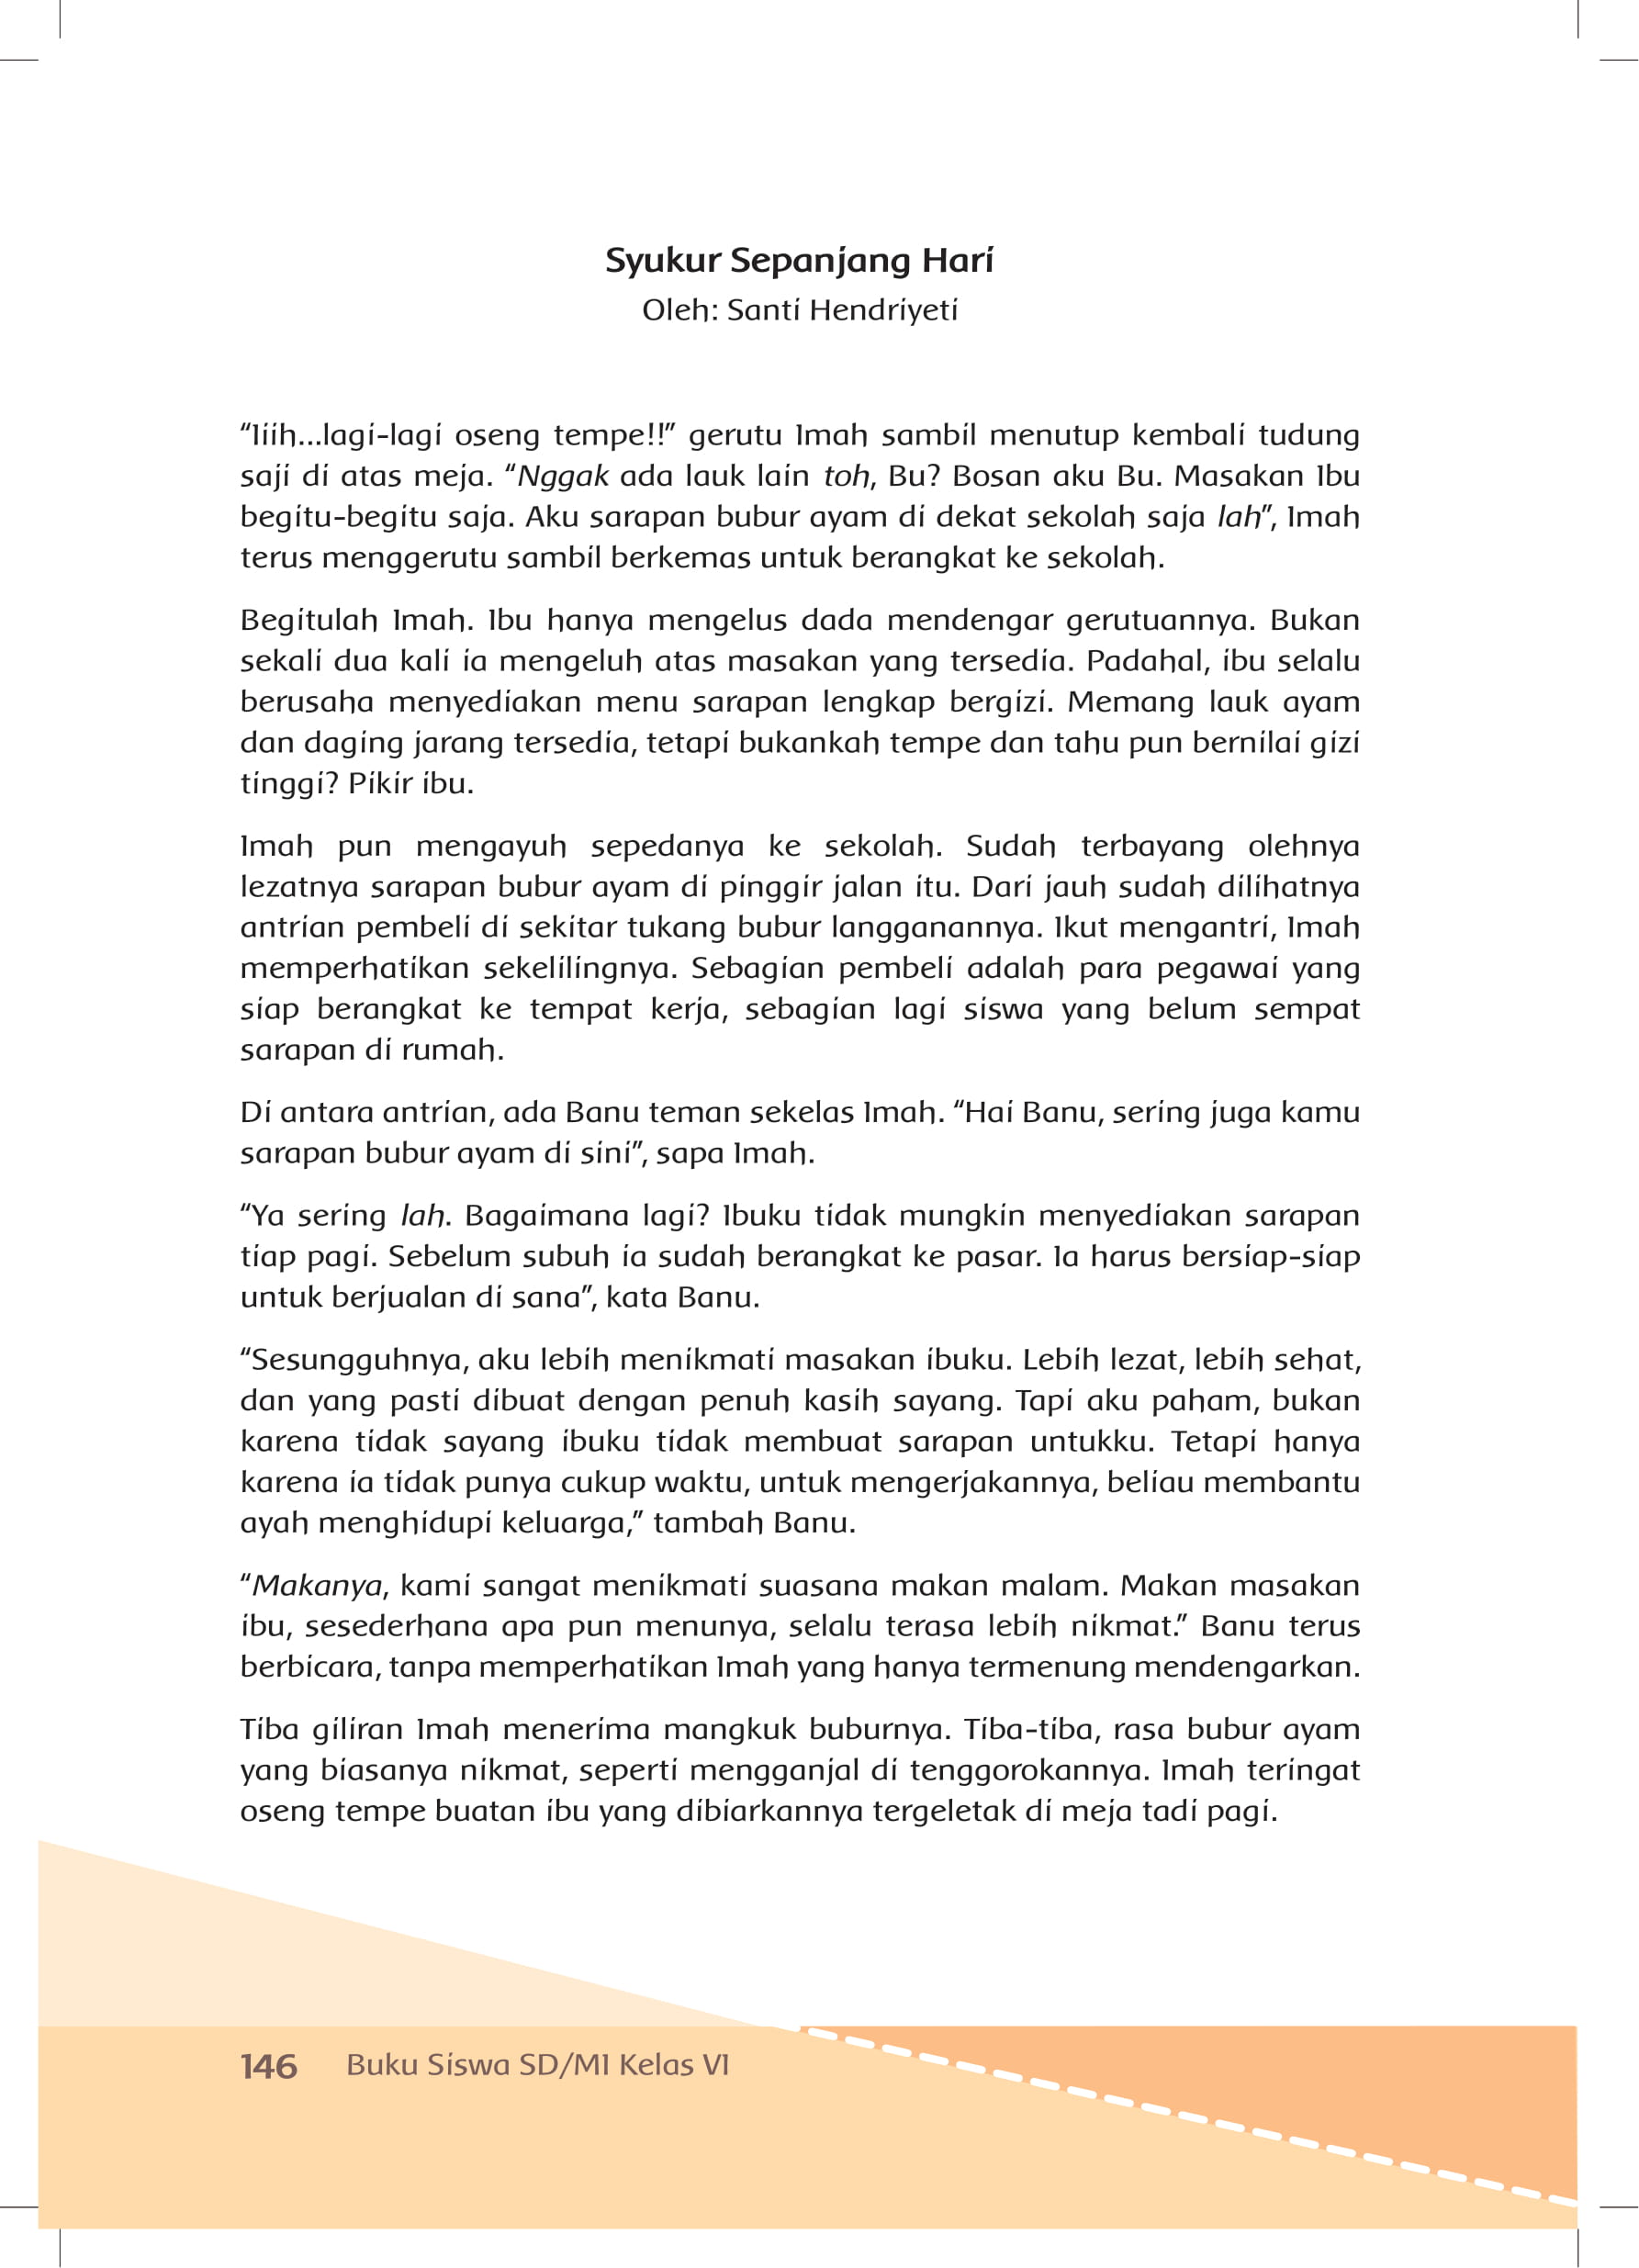 Syukur Sepanjang Hari
Oleh: Santi Hendriyeti
“Iiih...lagi-lagi oseng tempe!!” gerutu Imah sambil menutup kembali tudung
saji di atas meja. “Nggak ada lauk lain toh, Bu? Bosan aku Bu. Masakan Ibu
begitu-begitu saja. Aku sarapan bubur ayam di dekat sekolah saja lah”, Imah
terus menggerutu sambil berkemas untuk berangkat ke sekolah.
Begitulah Imah. Ibu hanya mengelus dada mendengar gerutuannya. Bukan
sekali dua kali ia mengeluh atas masakan yang tersedia. Padahal, ibu selalu
berusaha menyediakan menu sarapan lengkap bergizi. Memang lauk ayam
dan daging jarang tersedia, tetapi bukankah tempe dan tahu pun bernilai gizi
tinggi? Pikir ibu.
Imah pun mengayuh sepedanya ke sekolah. Sudah terbayang olehnya
lezatnya sarapan bubur ayam di pinggir jalan itu. Dari jauh sudah dilihatnya
antrian pembeli di sekitar tukang bubur langganannya. Ikut mengantri, Imah
memperhatikan sekelilingnya. Sebagian pembeli adalah para pegawai yang
siap berangkat ke tempat kerja, sebagian lagi siswa yang belum sempat
sarapan di rumah.
Di antara antrian, ada Banu teman sekelas Imah. “Hai Banu, sering juga kamu
sarapan bubur ayam di sini”, sapa Imah.
“Ya sering lah. Bagaimana lagi? Ibuku tidak mungkin menyediakan sarapan
tiap pagi. Sebelum subuh ia sudah berangkat ke pasar. Ia harus bersiap-siap
untuk berjualan di sana”, kata Banu.
“Sesungguhnya, aku lebih menikmati masakan ibuku. Lebih lezat, lebih sehat,
dan yang pasti dibuat dengan penuh kasih sayang. Tapi aku paham, bukan
karena tidak sayang ibuku tidak membuat sarapan untukku. Tetapi hanya
karena ia tidak punya cukup waktu, untuk mengerjakannya, beliau membantu
ayah menghidupi keluarga,” tambah Banu.
“Makanya, kami sangat menikmati suasana makan malam. Makan masakan
ibu, sesederhana apa pun menunya, selalu terasa lebih nikmat.” Banu terus
berbicara, tanpa memperhatikan Imah yang hanya termenung mendengarkan.
Tiba giliran Imah menerima mangkuk buburnya. Tiba-tiba, rasa bubur ayam
yang biasanya nikmat, seperti mengganjal di tenggorokannya. Imah teringat
oseng tempe buatan ibu yang dibiarkannya tergeletak di meja tadi pagi.
146 Buku Siswa SD/MI Kelas VI